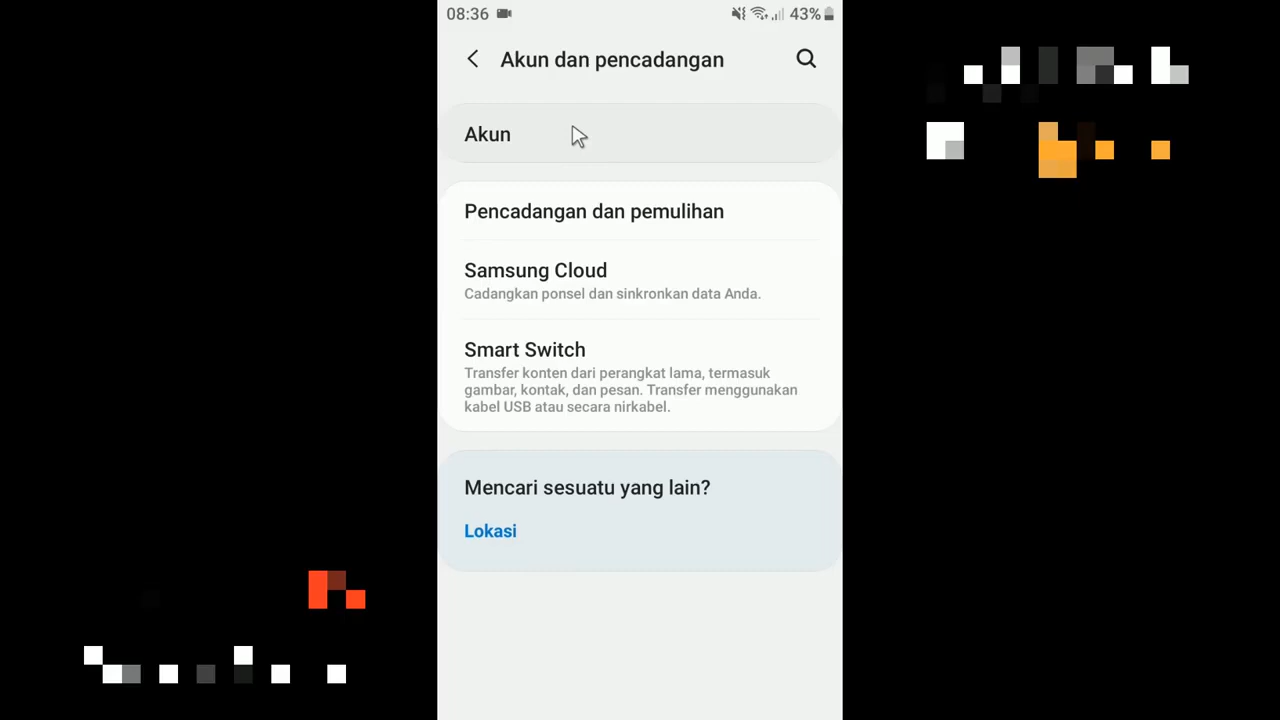 08:36
43%
Akun dan pencadangan
Akun
Pencadangan dan pemulihan
Samsung Cloud
Cadangkan ponsel dan sinkronkan data Anda.
Smart Switch
Transfer konten dari perangkat lama, termasuk
gambar, kontak, dan pesan. Transfer menggunakan
kabel USB atau secara nirkabel.
Mencari sesuatu yang lain?
Lokasi